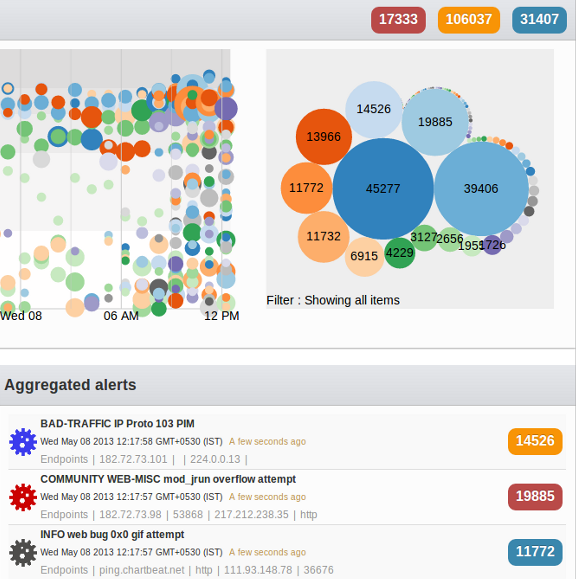 17333 106037 31407
14526
19885
13966
11772
45277
39406
11732
3127 2656
6915
4229
Filter : Showing all items
Wed 08 06 AM 12 PM
Aggregated alerts
BAD-TRAFFIC IP Proto 103 PIM
Wed May 08 2013 12:17:58 GMT+0530 (IST) A few seconds ago
14526
Endpoints | 182.72.73.101 | | 224.0.0.13 |
COMMUNITY WEB-MISC mod_jrun overflow attempt
Wed May 08 2013 12:17:57 GMT+0530 (IST) A few seconds ago
19885
Endpoints | 182.72.73.98 | 53868 | 217.212.238.35 | http
INFO web bug 0x0 gif attempt
Wed May 08 2013 12:17:57 GMT+0530 (IST) A few seconds ago
11772
Endpoints | ping.chartbeat.net | http | 111.93.148.78 | 36676